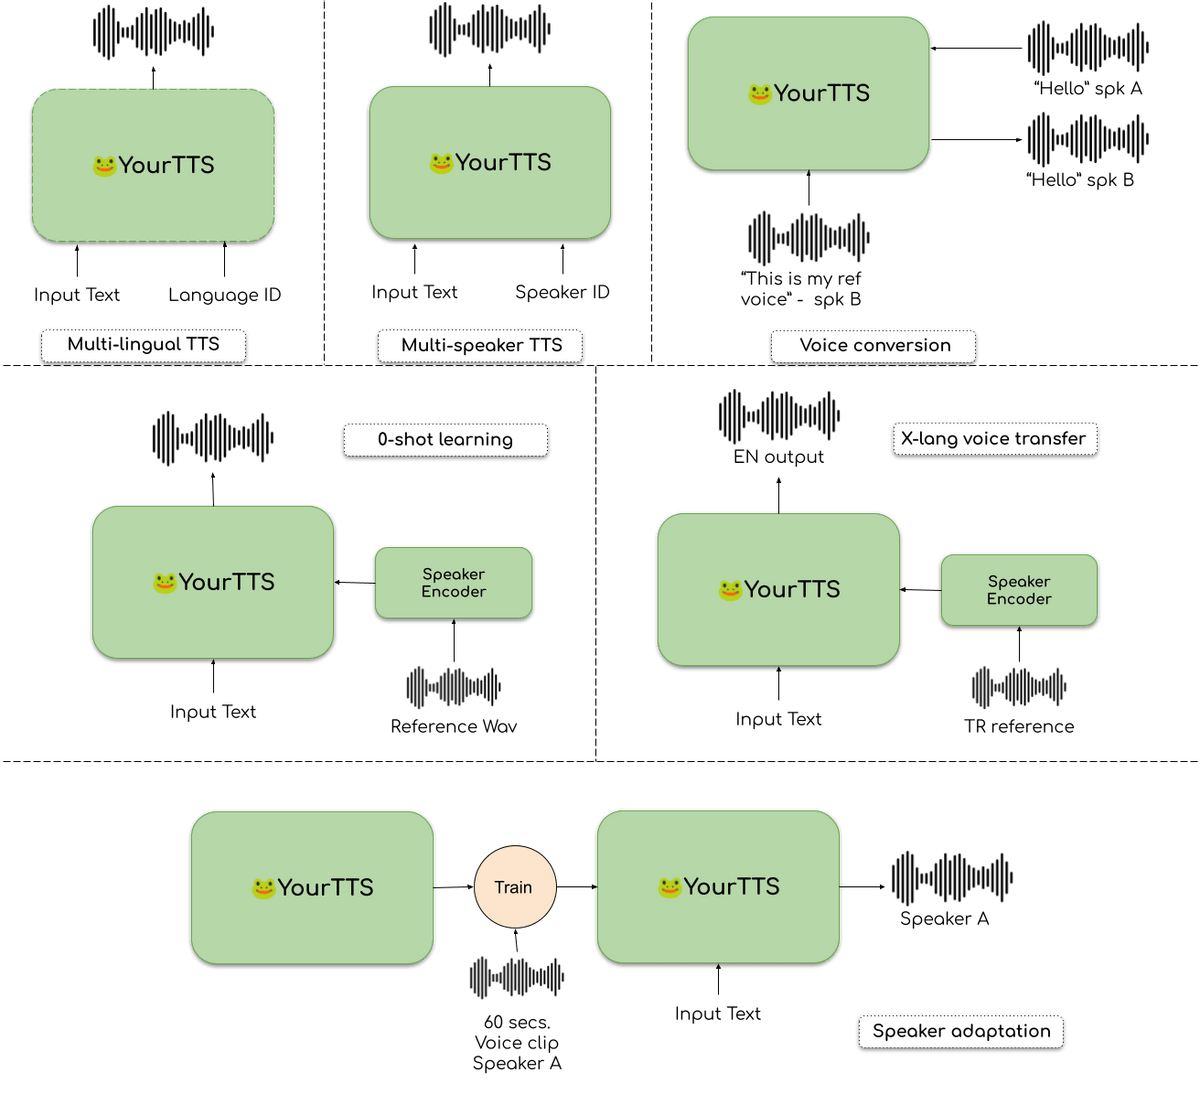 YourTTS
Input Text
Language ID
Multi-lingual TTS
YourTTS
Input Text
Speaker ID
Multi-speaker TTS
YourTTS
“Hello” spk A
“Hello” spk B
“This is my ref
voice” - spk B
Voice conversion
0-shot learning
YourTTS
Speaker
Encoder
Input Text
Reference Wav
EN output
X-lang voice transfer
YourTTS
Speaker
Encoder
Input Text
TR reference
YourTTS
Train
60 secs.
Voice clip
Speaker A
YourTTS
Input Text
Speaker A
Speaker adaptation